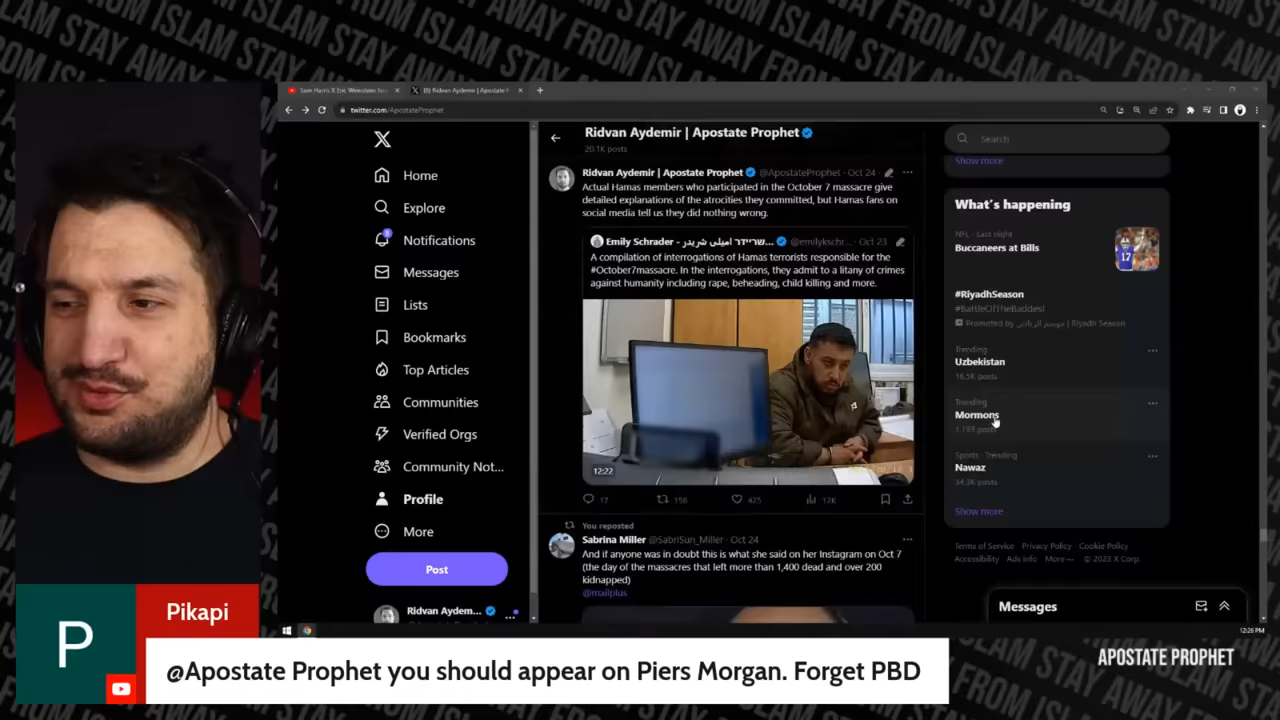 FROM ISLAM STAY AWAY FROM ISLAM STAY AWAY
Sam Harris X Eric Weinstein
(8) Ridvan Aydemir | Apostate
twitter.com/ApostateProphet
X
Home
Explore
Notifications
Messages
Lists
Bookmarks
Top Articles
Communities
Verified Orgs
Community Not...
Profile
More
Post
Ridvan Aydem...
Ridvan Aydemir | Apostate Prophet
20.1K posts
Ridvan Aydemir | Apostate Prophet @ApostateProphet · Oct 24
Actual Hamas members who participated in the October 7 massacre give
detailed explanations of the atrocities they committed, but Hamas fans on
social media tell us they did nothing wrong.
Emily Schrader - אמילי שריידר ... @emilykschr... · Oct 23
A compilation of interrogations of Hamas terrorists responsible for the
#October7massacre. In the interrogations, they admit to a litany of crimes
against humanity including rape, beheading, child killing and more.
12:22
17 156 425 12K
You reposted
Sabrina Miller @SabriSun_Miller · Oct 24
And if anyone was in doubt this is what she said on her Instagram on Oct 7
(the day of the massacres that left more than 1,400 dead and over 200
kidnapped)
@mailplus
Search
Show more
What's happening
NFL · Last night
Buccaneers at Bills
17
#RiyadhSeason
#BattleOfTheBaddest
Promoted by موسم الرياض | Riyadh Season
Trending
Uzbekistan
16.5K posts
Trending
Mormons
1,195 posts
Sports · Trending
Nawaz
34.3K posts
Show more
Terms of Service Privacy Policy Cookie Policy
Accessibility Ads info More ··· © 2023 X Corp.
Messages
12:26 PM
P
Pikapi
@Apostate Prophet you should appear on Piers Morgan. Forget PBD
APOSTATE PROPHET